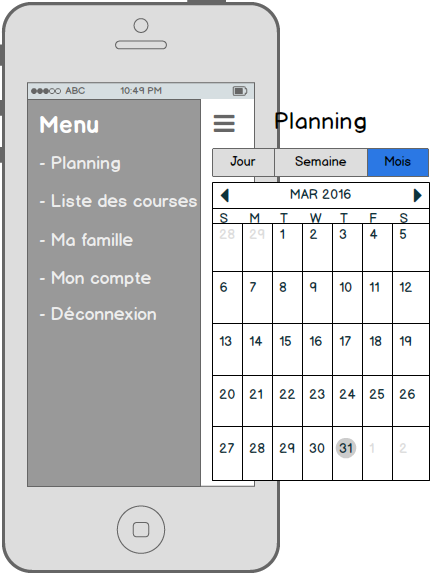 ABC 10:49 PM
Menu
- Planning
- Liste des courses
- Ma famille
- Mon compte
- Déconnexion
Planning
Jour Semaine Mois
MAR 2016
S M T W T F S
28 29 1 2 3 4 5
6 7 8 9 10 11 12
13 14 15 16 17 18 19
20 21 22 23 24 25 26
27 28 29 30 31 1 2